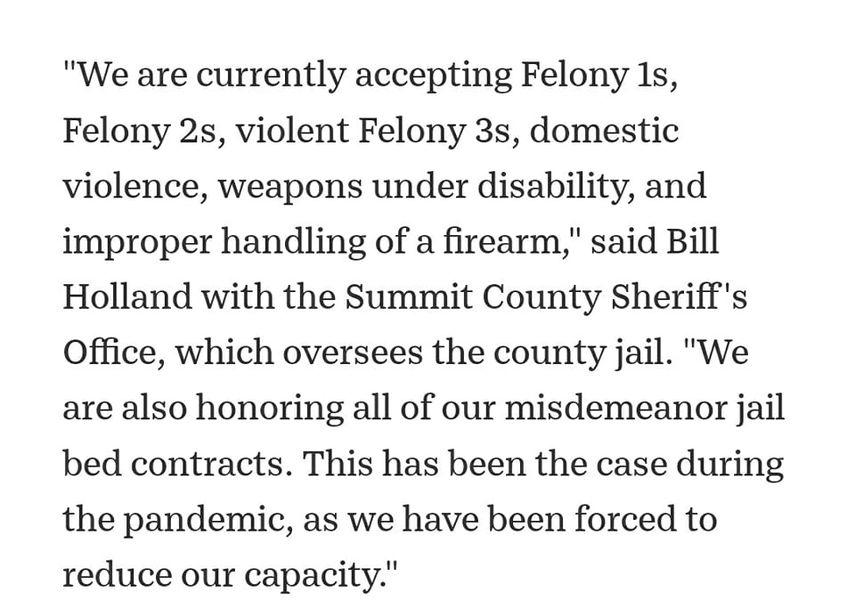 "We are currently accepting Felony 1s,
Felony 2s, violent Felony 3s, domestic
violence, weapons under disability, and
improper handling of a firearm," said Bill
Holland with the Summit County Sheriff's
Office, which oversees the county jail. "We
are also honoring all of our misdemeanor jail
bed contracts. This has been the case during
the pandemic, as we have been forced to
reduce our capacity."